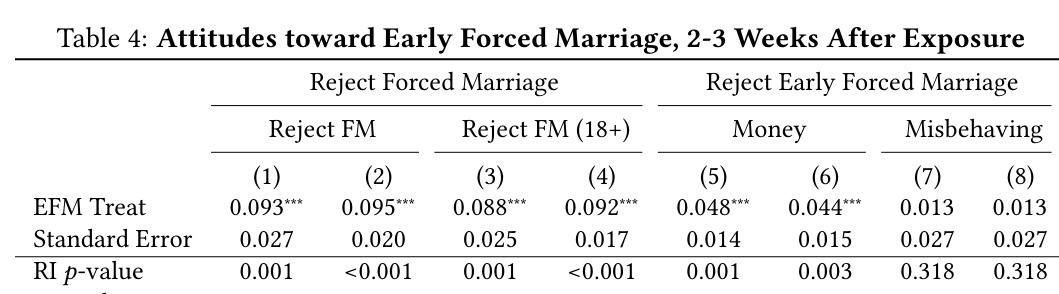 Table 4: Attitudes toward Early Forced Marriage, 2-3 Weeks After Exposure
Reject Forced Marriage Reject Early Forced Marriage
Reject FM Reject FM (18+) Money Misbehaving
(1) (2) (3) (4) (5) (6) (7) (8)
EFM Treat 0.093*** 0.095*** 0.088*** 0.092*** 0.048*** 0.044*** 0.013 0.013
Standard Error 0.027 0.020 0.025 0.017 0.014 0.015 0.027 0.027
RI p-value 0.001 <0.001 0.001 <0.001 0.001 0.003 0.318 0.318